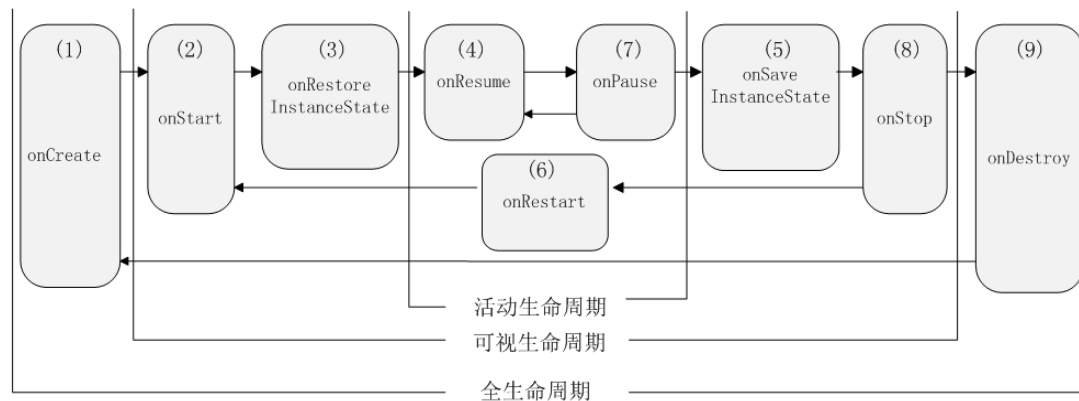 (1)
onCreate
(2)
onStart
(3)
onRestore
InstanceState
(4)
onResume
(7)
onPause
(5)
onSave
InstanceState
(8)
onStop
(9)
onDestroy
(6)
onRestart
活动生命周期
可视生命周期
全生命周期